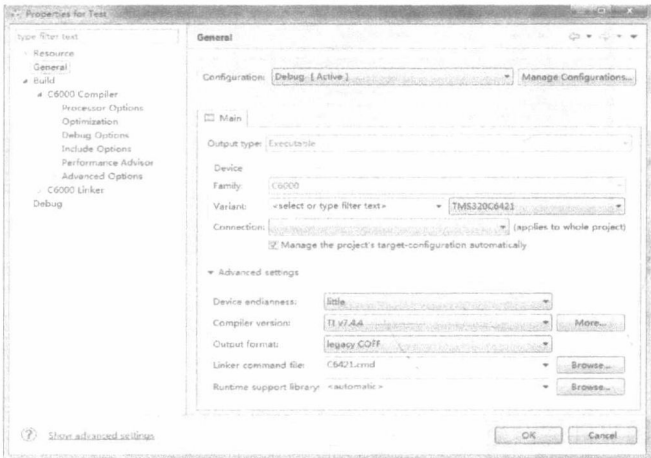 Properties for Test
type filter text
Resource
General
Build
C6000 Compiler
Processor Options
Optimization
Debug Options
Include Options
Performance Advisor
Advanced Options
C6000 Linker
Debug
General
Configuration: Debug [ Active ] Manage Configurations...
Main
Output type: Executable
Device
Family: C6000
Variant: <select or type filter text> TMS320C6421
Connection: (applies to whole project)
Manage the project's target-configuration automatically
Advanced settings
Device endianness: little
Compiler version: TI v7.4.4 More...
Output format: legacy COFF
Linker command file: C6421.cmd Browse...
Runtime support library: <automatic> Browse...
Show advanced settings OK Cancel